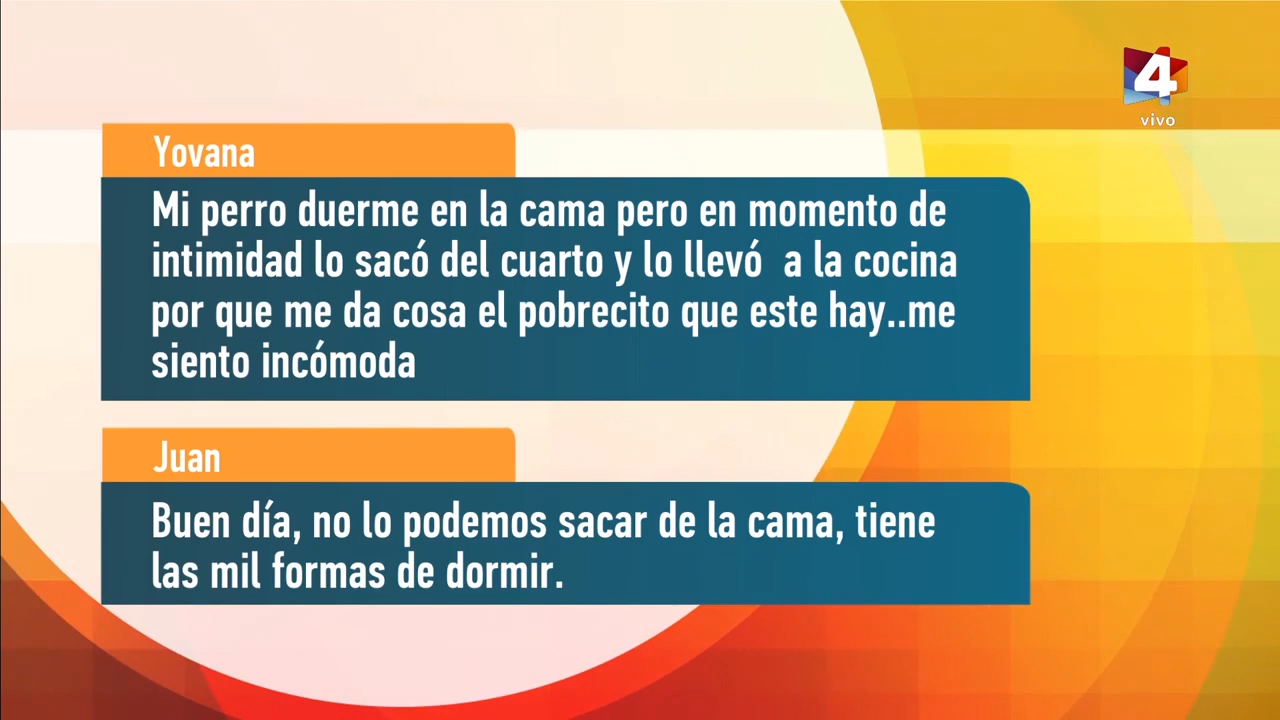 4
vivo
Yovana
Mi perro duerme en la cama pero en momento de
intimidad lo sacó del cuarto y lo llevó  a la cocina
por que me da cosa el pobrecito que este hay..me
siento incómoda
Juan
Buen día, no lo podemos sacar de la cama, tiene
las mil formas de dormir.